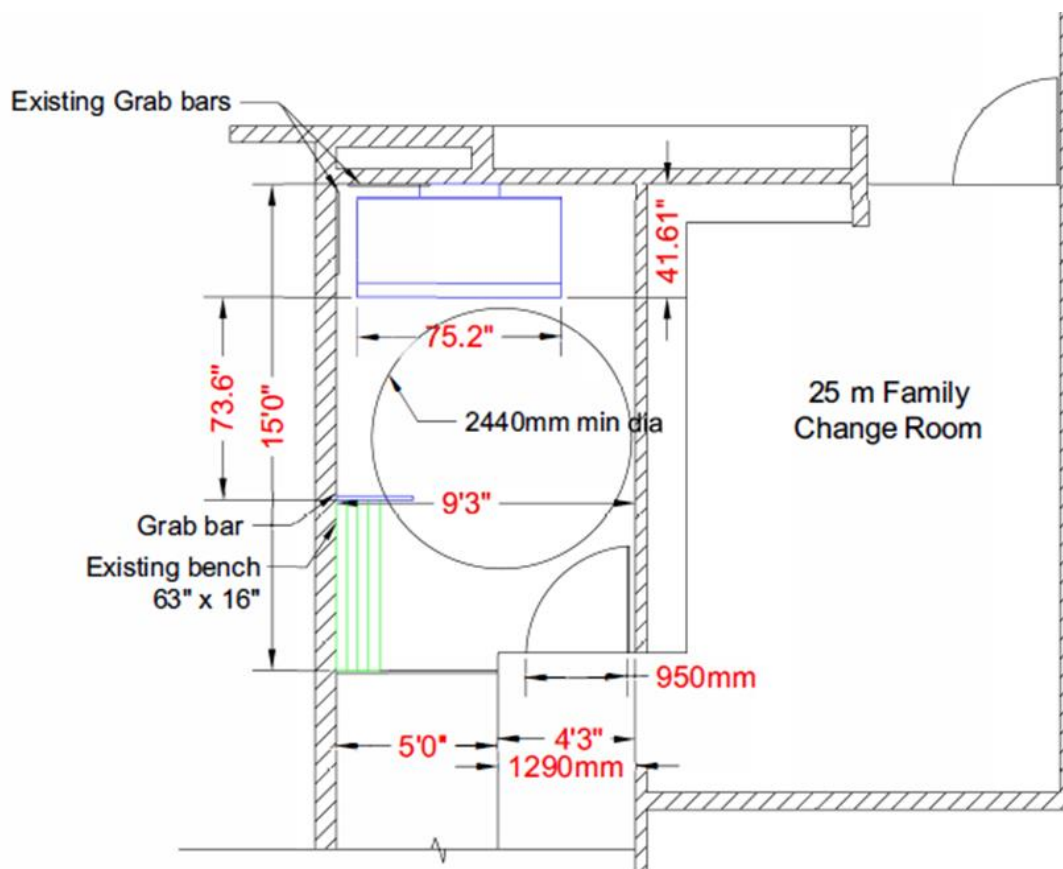 Existing Grab bars
41.61"
75.2"
73.6"
15'0"
2440mm min dia
25 m Family
Change Room
9'3"
Grab bar
Existing bench
63" x 16"
950mm
5'0"
4'3"
1290mm